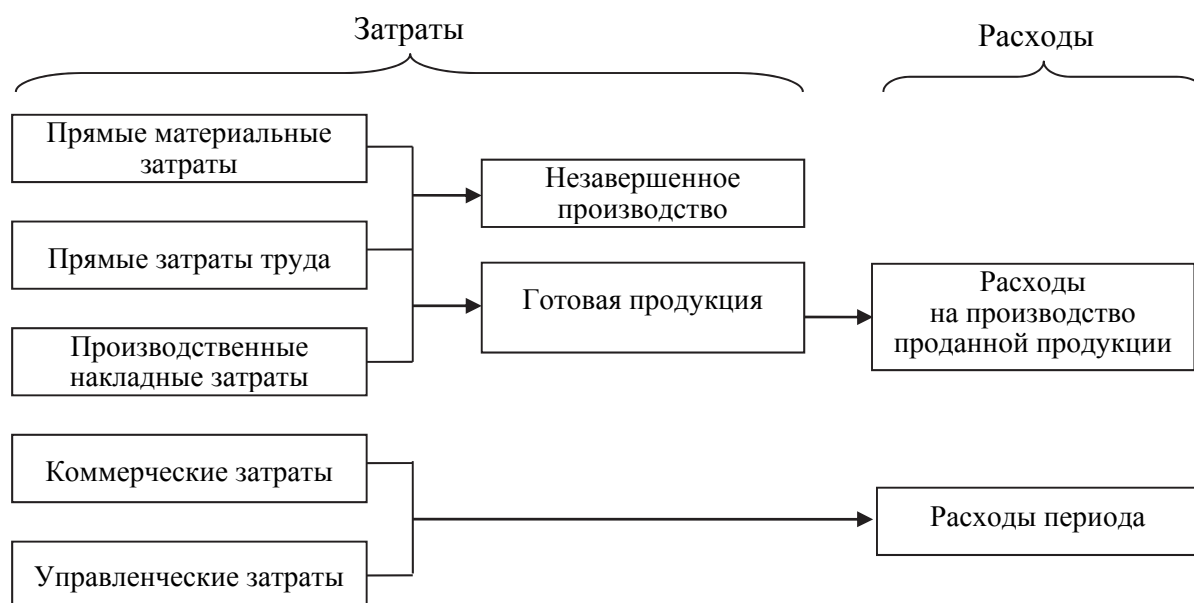 Затраты
Расходы
Прямые материальные
затраты
Незавершенное
производство
Прямые затраты труда
Готовая продукция
Расходы
на производство
проданной продукции
Производственные
накладные затраты
Коммерческие затраты
Расходы периода
Управленческие затраты